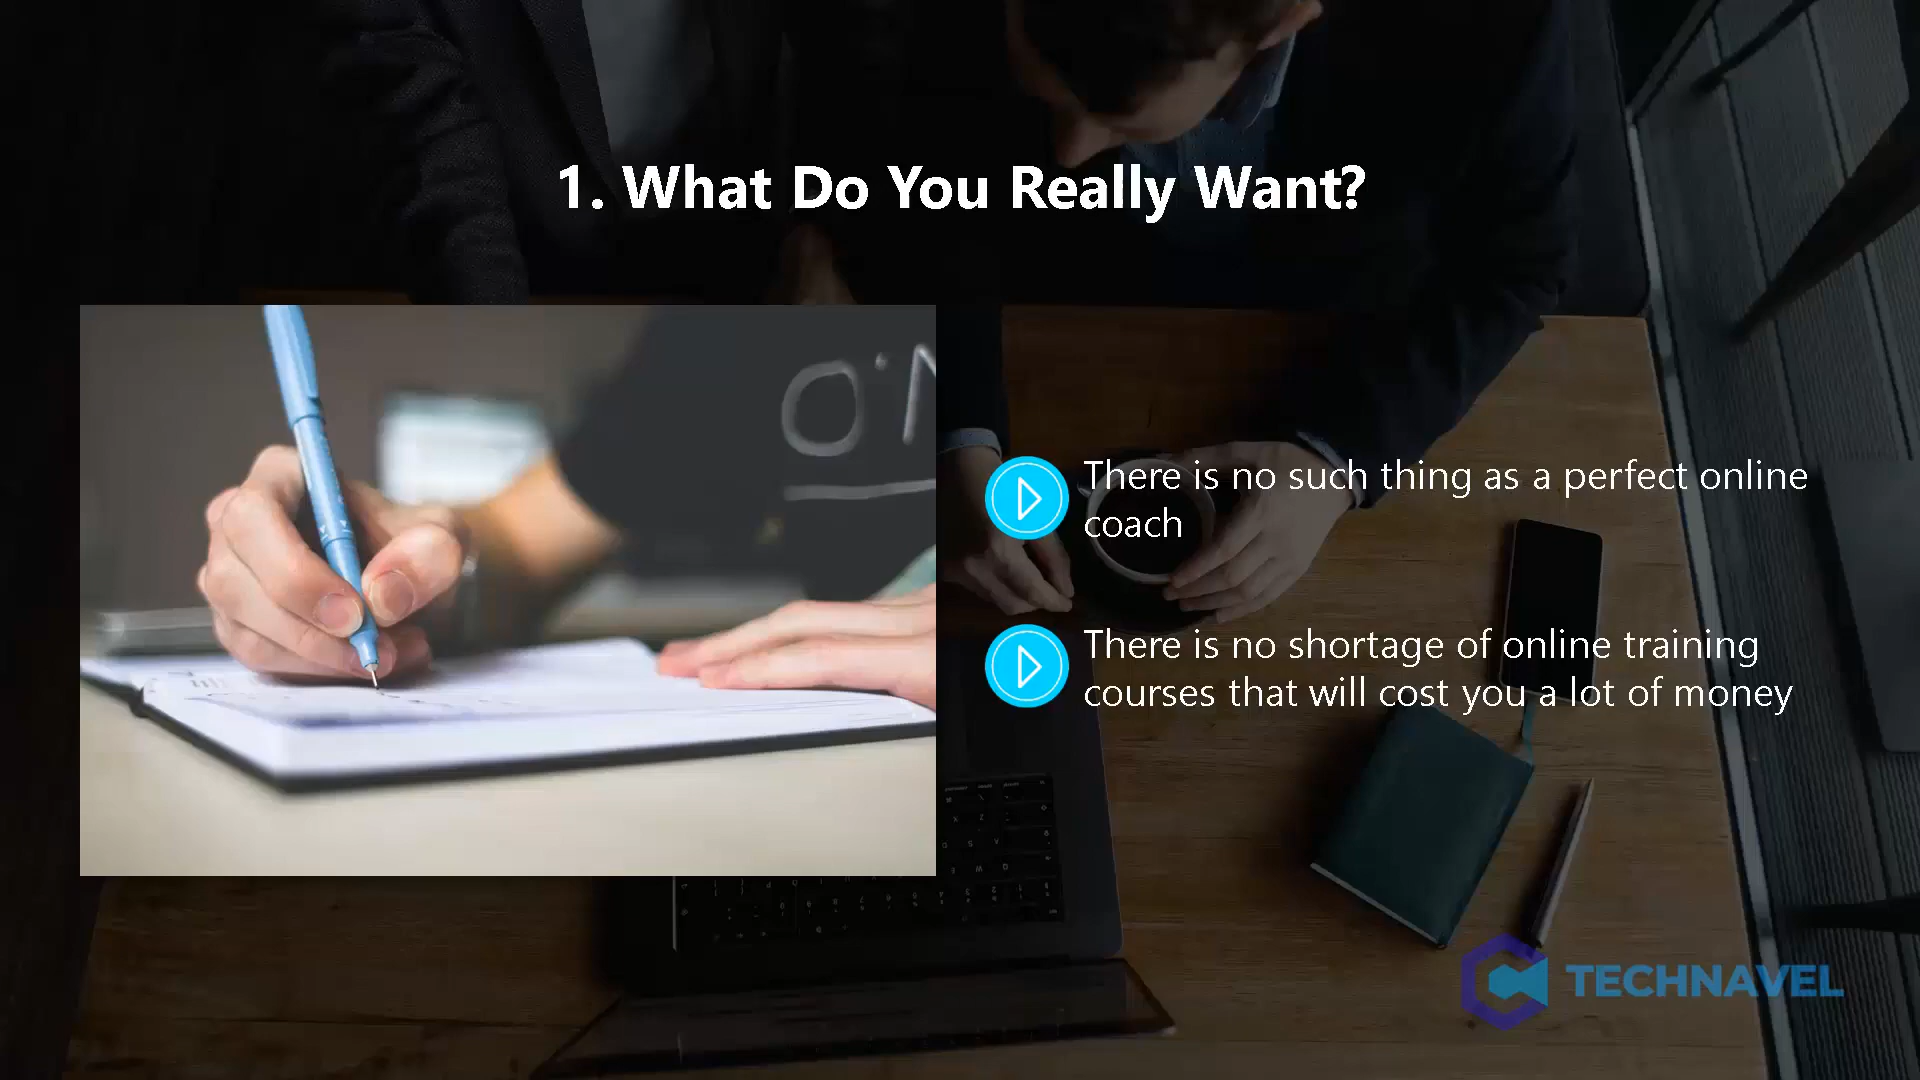 1. What Do You Really Want?
There is no such thing as a perfect online
coach
There is no shortage of online training
courses that will cost you a lot of money
TECHNAVEL